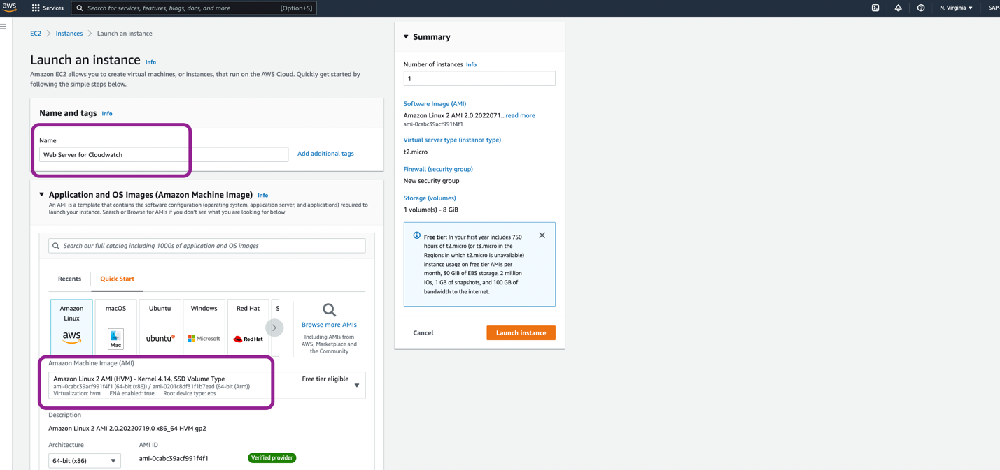 aws
Services
Search for services, features, blogs, docs, and more
[Option+S]
N. Virginia
SAP-
EC2 > Instances > Launch an instance
Launch an instance Info
Amazon EC2 allows you to create virtual machines, or instances, that run on the AWS Cloud. Quickly get started by
following the simple steps below.
Name and tags Info
Name
Web Server for Cloudwatch
Add additional tags
Application and OS Images (Amazon Machine Image) Info
An AMI is a template that contains the software configuration (operating system, application server, and applications) required to
launch your instance. Search or Browse for AMIs if you don't see what you are looking for below
Search our full catalog including 1000s of application and OS images
Recents
Quick Start
Amazon
Linux
aws
macOS
Mac
Ubuntu
ubuntu
Windows
Microsoft
Red Hat
Red Hat
S
Browse more AMIs
Including AMIs from
AWS, Marketplace and
the Community
Amazon Machine Image (AMI)
Amazon Linux 2 AMI (HVM) - Kernel 4.14, SSD Volume Type
Free tier eligible
ami-0cabc39acf991f4f1 (64-bit (x86)) / ami-0201c8df31f1b7ead (64-bit (Arm))
Virtualization: hvm ENA enabled: true Root device type: ebs
Description
Amazon Linux 2 AMI 2.0.20220719.0 x86_64 HVM gp2
Architecture
64-bit (x86)
AMI ID
ami-0cabc39acf991f4f1
Verified provider
Summary
Number of instances Info
1
Software Image (AMI)
Amazon Linux 2 AMI 2.0.2022071...read more
ami-0cabc39acf991f4f1
Virtual server type (instance type)
t2.micro
Firewall (security group)
New security group
Storage (volumes)
1 volume(s) - 8 GiB
Free tier: In your first year includes 750
hours of t2.micro (or t3.micro in the
Regions in which t2.micro is unavailable)
instance usage on free tier AMIs per
month, 30 GiB of EBS storage, 2 million
IOs, 1 GB of snapshots, and 100 GB of
bandwidth to the internet.
Cancel
Launch instance